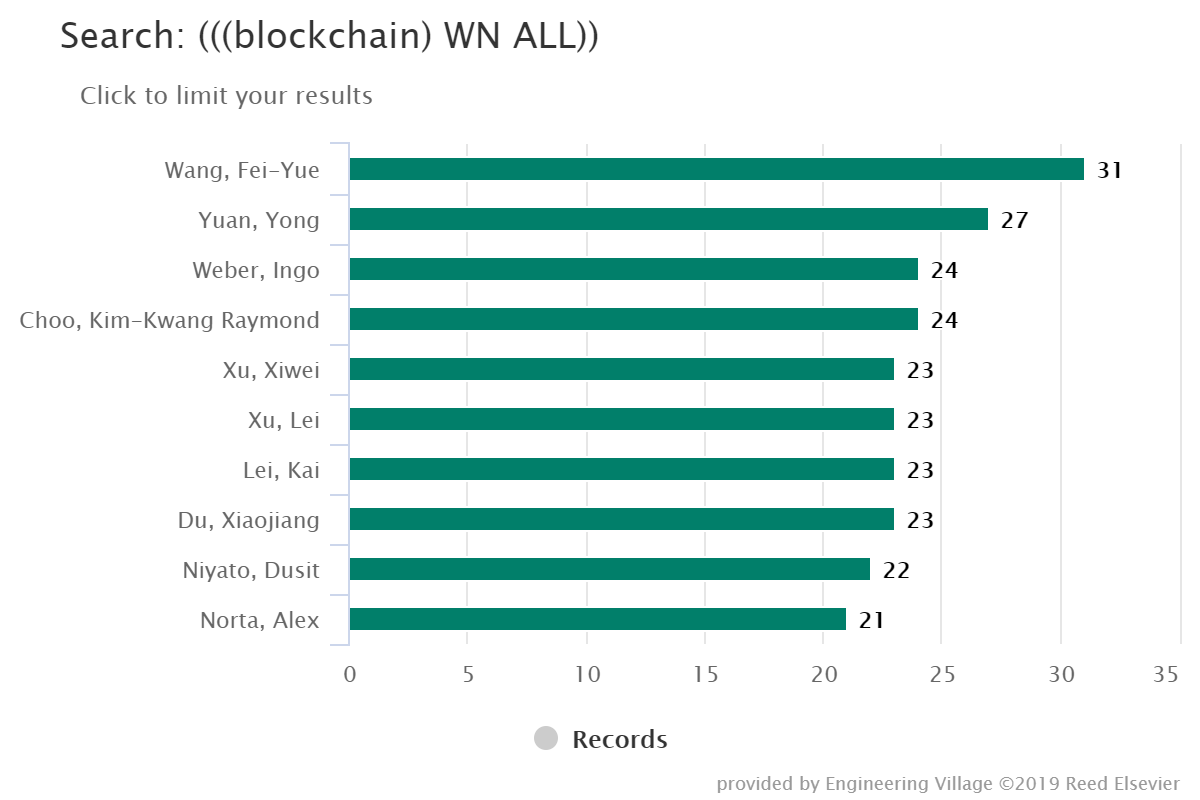 Search: (((blockchain) WN ALL))
Click to limit your results
Wang, Fei-Yue 31
Yuan, Yong 27
Weber, Ingo 24
Choo, Kim-Kwang Raymond 24
Xu, Xiwei 23
Xu, Lei 23
Lei, Kai 23
Du, Xiaojiang 23
Niyato, Dusit 22
Norta, Alex 21
0 5 10 15 20 25 30 35
Records
provided by Engineering Village ©2019 Reed Elsevier